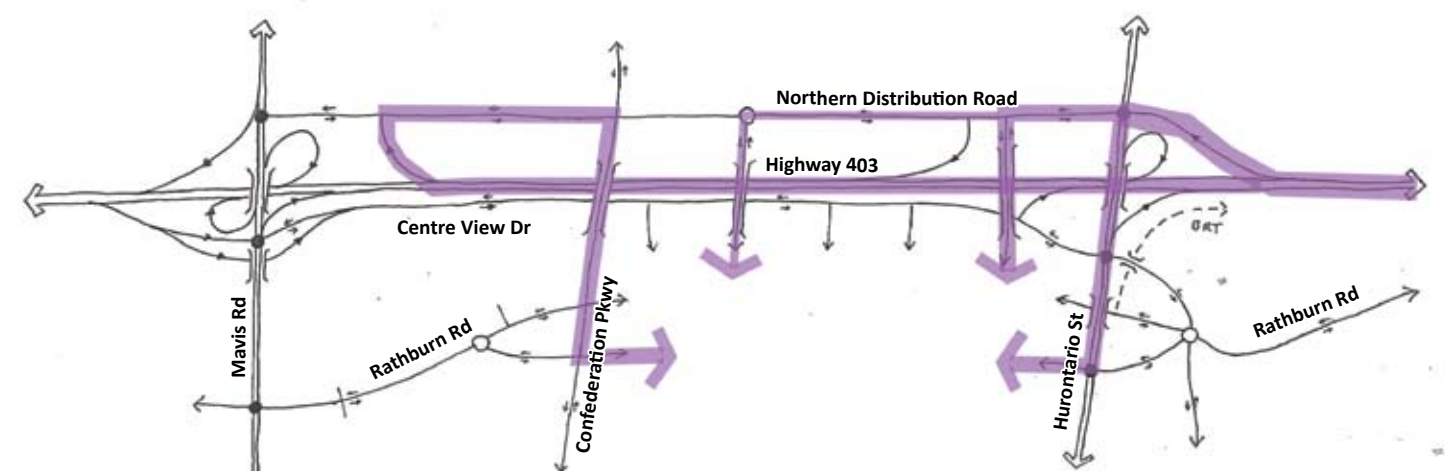 Northern Distribution Road
Highway 403
Centre View Dr
BRT
Mavis Rd
Rathburn Rd
Confederation Pkwy
Hurontario St
Rathburn Rd